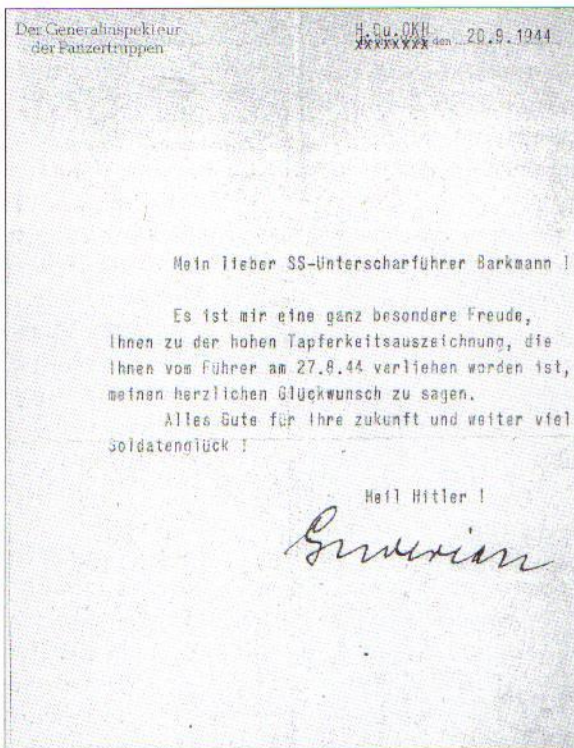 Der Generalinspekteur
der Panzertruppen
H.Qu.OKH
xxxxxxxx den 20.9.1944
Mein lieber SS-Unterscharführer Barkmann !
Es ist mir eine ganz besondere Freude,
Ihnen zu der hohen Tapferkeitsauszeichnung, die
Ihnen vom Führer am 27.8.44 verliehen worden ist,
meinen herzlichen Glückwunsch zu sagen.
Alles Gute für Ihre zukunft und weiter viel
Soldatenglück !
Heil Hitler !
Guderian